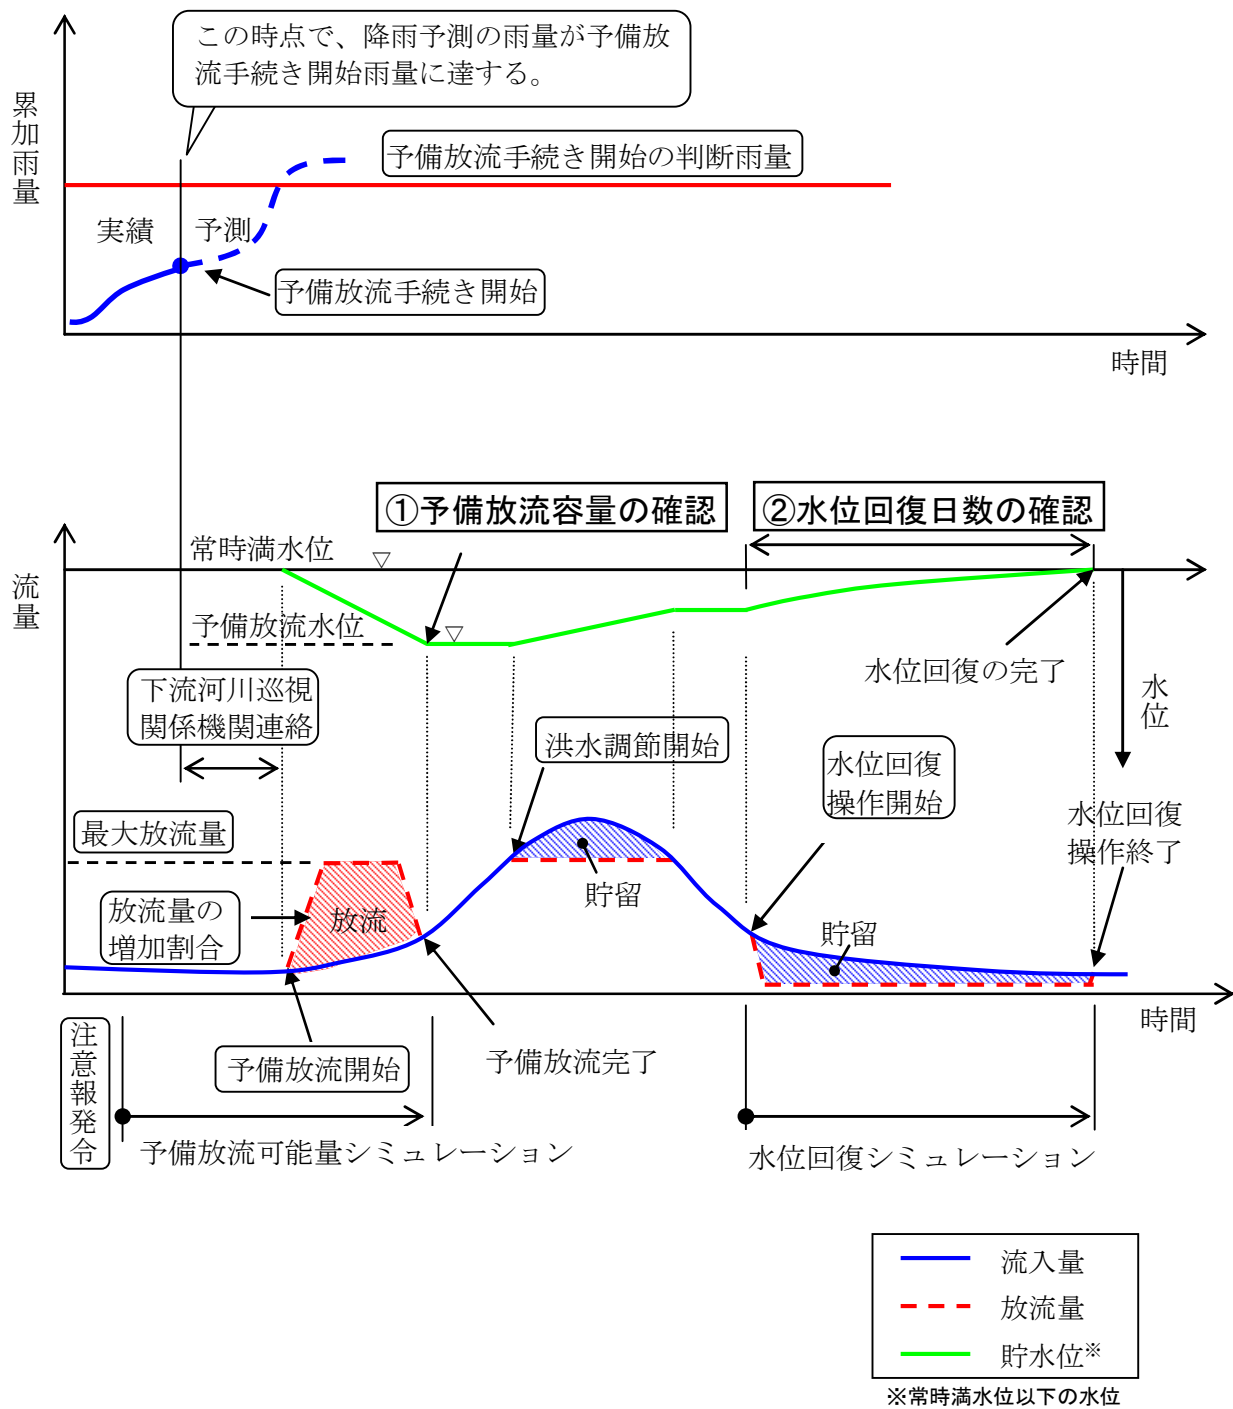 この時点で、降雨予測の雨量が予備放
流手続き開始雨量に達する。
累加雨量
予備放流手続き開始の判断雨量
実績
予測
予備放流手続き開始
時間
①予備放流容量の確認
②水位回復日数の確認
常時満水位
▽
流量
予備放流水位
▽
下流河川巡視
関係機関連絡
水位回復の完了
水位
洪水調節開始
水位回復
操作開始
最大放流量
水位回復
操作終了
放流量の
増加割合
放流
貯留
貯留
時間
注意報発令
予備放流開始
予備放流完了
予備放流可能量シミュレーション
水位回復シミュレーション
流入量
放流量
貯水位※
※常時満水位以下の水位